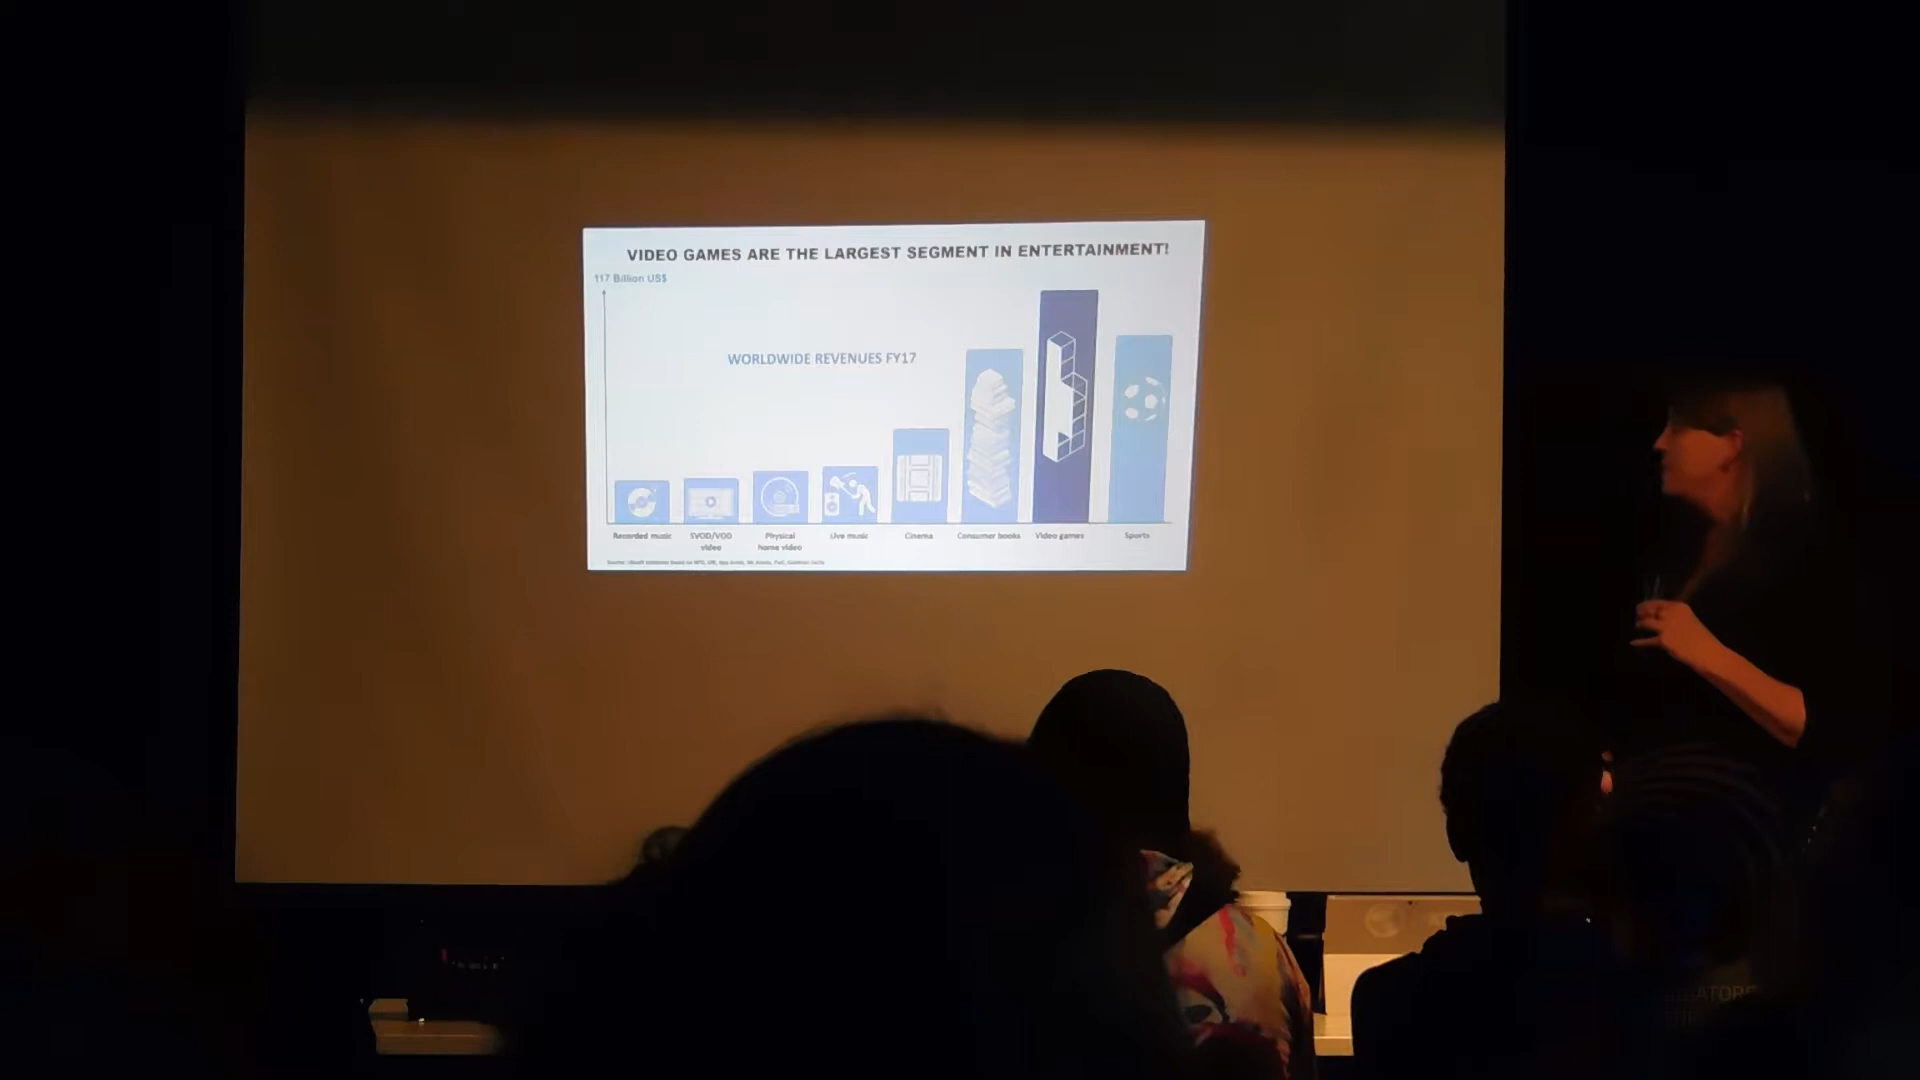 VIDEO GAMES ARE THE LARGEST SEGMENT IN ENTERTAINMENT!
117 Billion US$
WORLDWIDE REVENUES FY17
Recorded music
SVOD/VOD
video
Physical
home video
Live music
Cinema
Consumer books
Video games
Sports